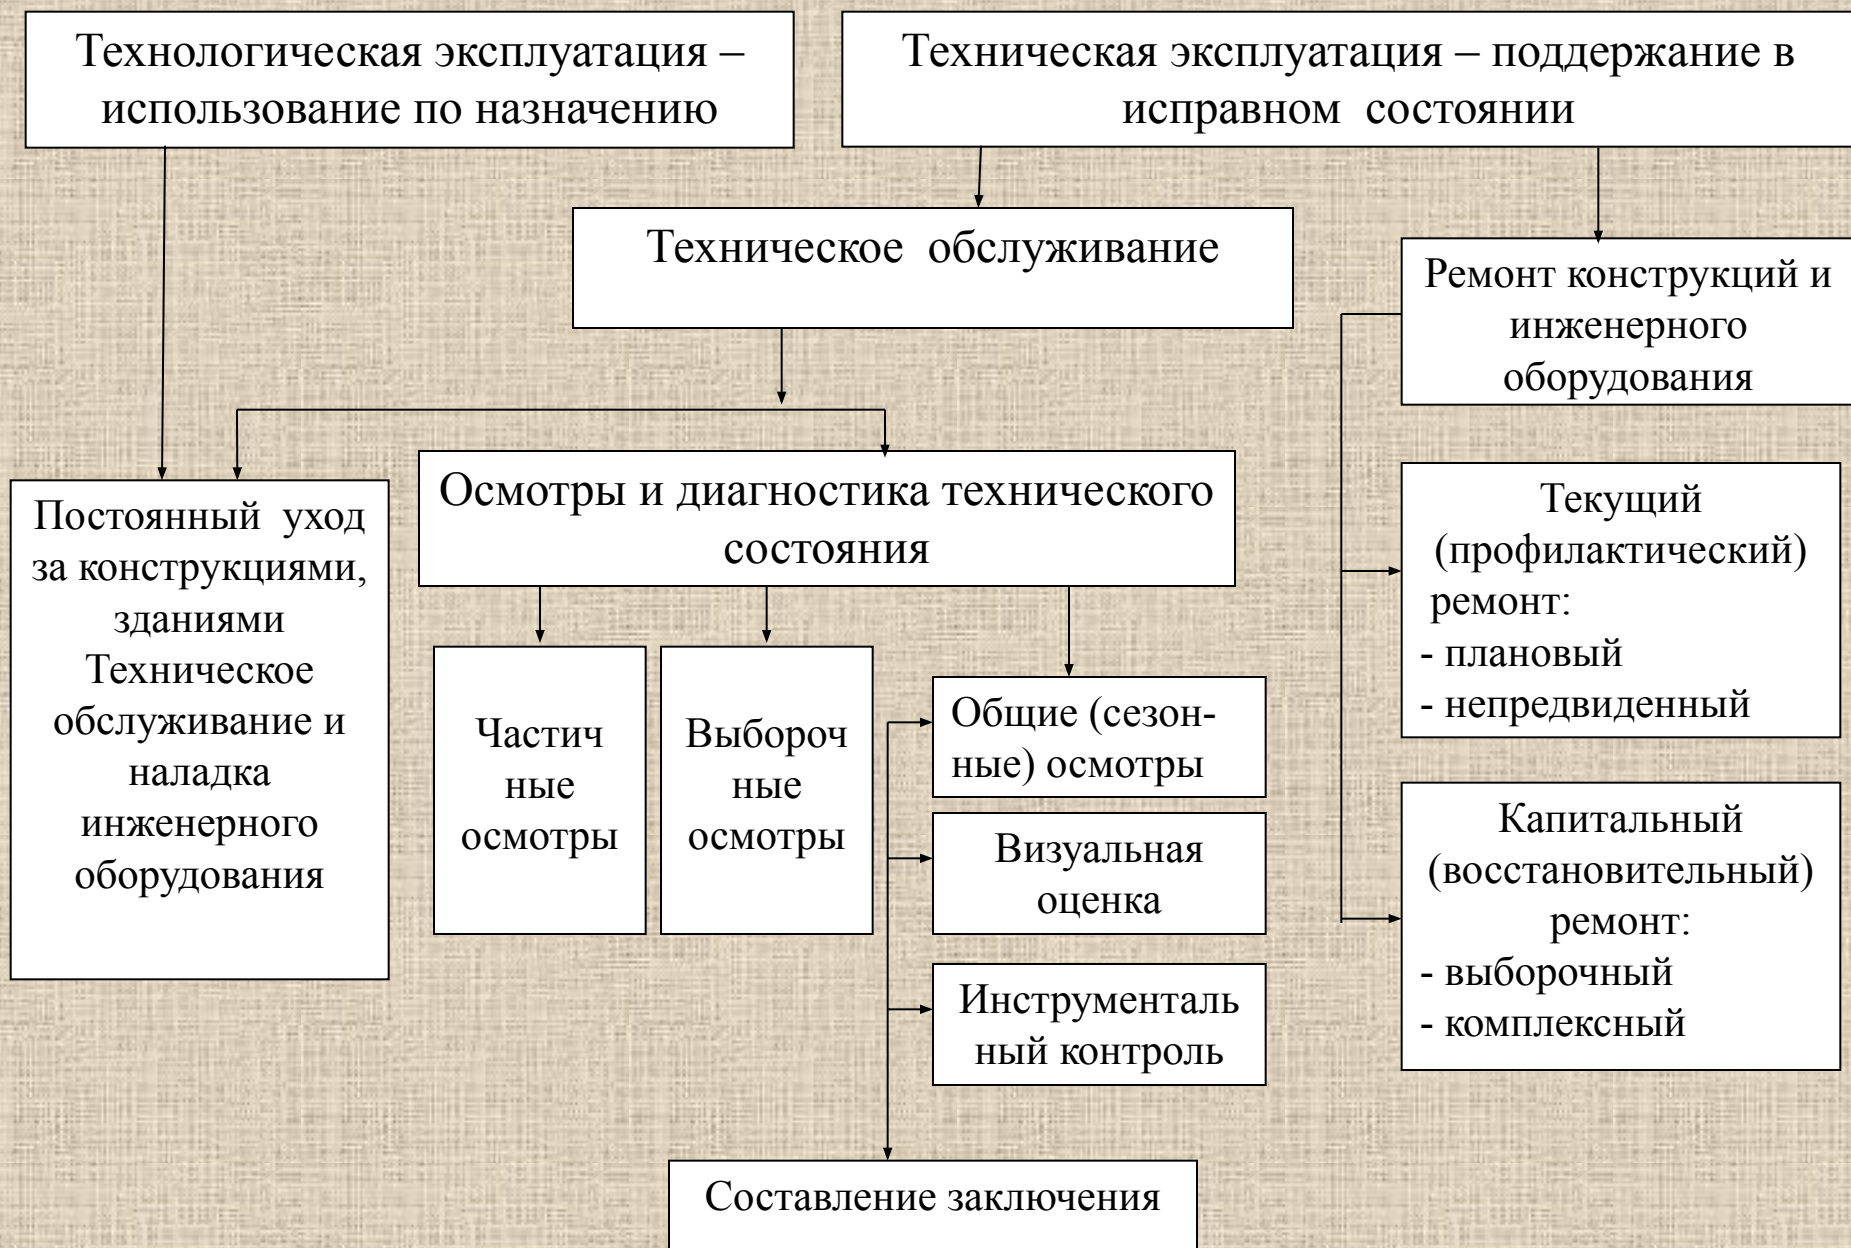 Технологическая эксплуатация –
использование по назначению
Техническая эксплуатация – поддержание в
исправном состоянии
Техническое обслуживание
Ремонт конструкций и
инженерного
оборудования
Постоянный уход
за конструкциями,
зданиями
Техническое
обслуживание и
наладка
инженерного
оборудования
Осмотры и диагностика технического
состояния
Частич
ные
осмотры
Выбороч
ные
осмотры
Общие (сезон-
ные) осмотры
Визуальная
оценка
Инструменталь
ный контроль
Текущий
(профилактический)
ремонт:
- плановый
- непредвиденный
Капитальный
(восстановительный)
ремонт:
- выборочный
- комплексный
Составление заключения